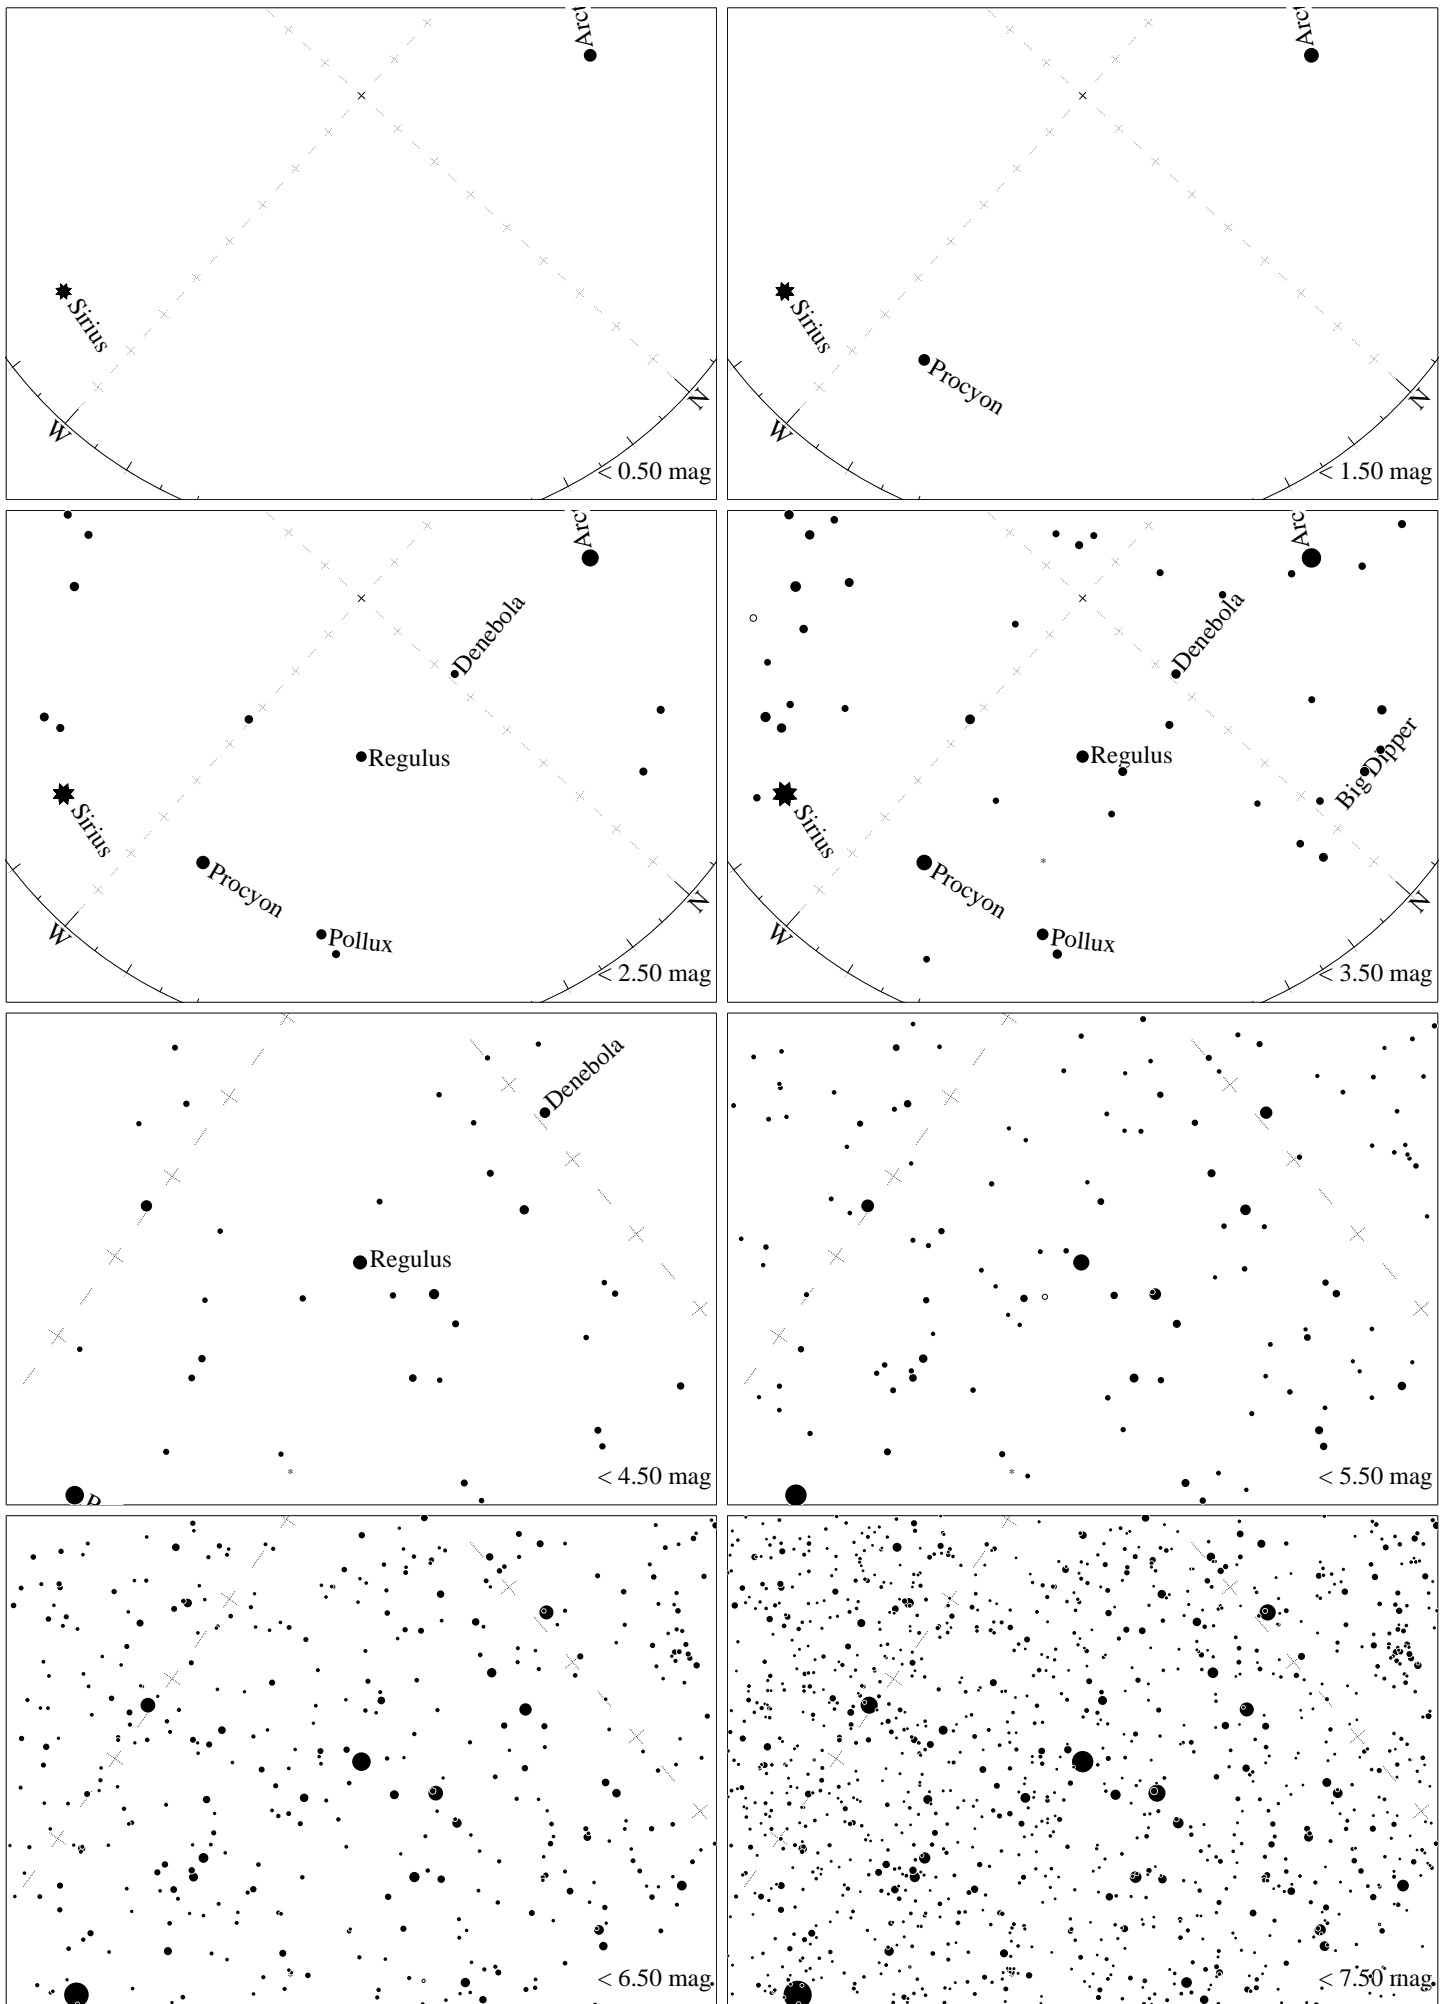 Arc
Sirius
W
N
< 0.50 mag
Arc
Sirius
Procyon
W
N
< 1.50 mag
Arc
Denebola
Regulus
Sirius
Procyon
Pollux
W
N
< 2.50 mag
Arc
Denebola
Regulus
Big Dipper
Sirius
Procyon
Pollux
W
N
< 3.50 mag
Denebola
Regulus
P
< 4.50 mag
< 5.50 mag
< 6.50 mag
< 7.50 mag